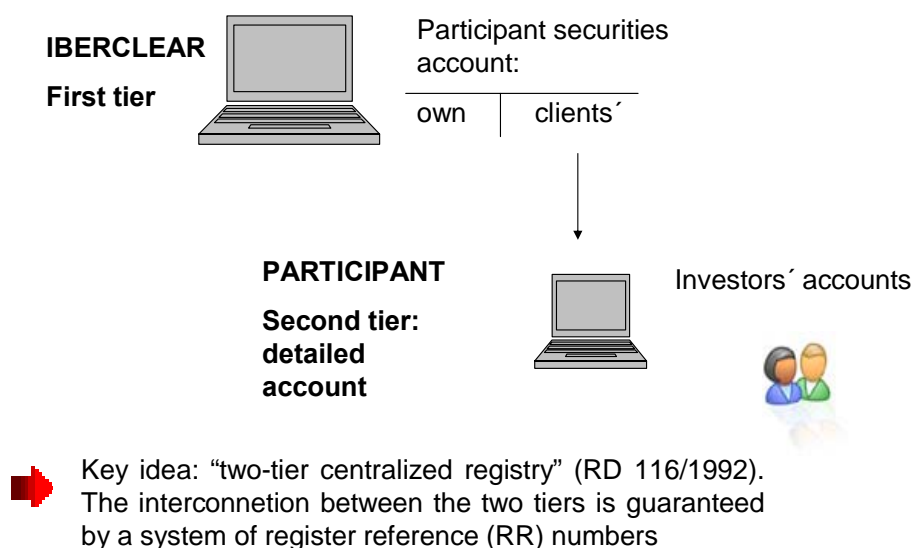 IBERCLEAR
First tier
Participant securities
account:
own
clients´
PARTICIPANT
Second tier:
detailed
account
Investors´ accounts
Key idea: “two-tier centralized registry” (RD 116/1992).
The interconnetion between the two tiers is guaranteed
by a system of register reference (RR) numbers